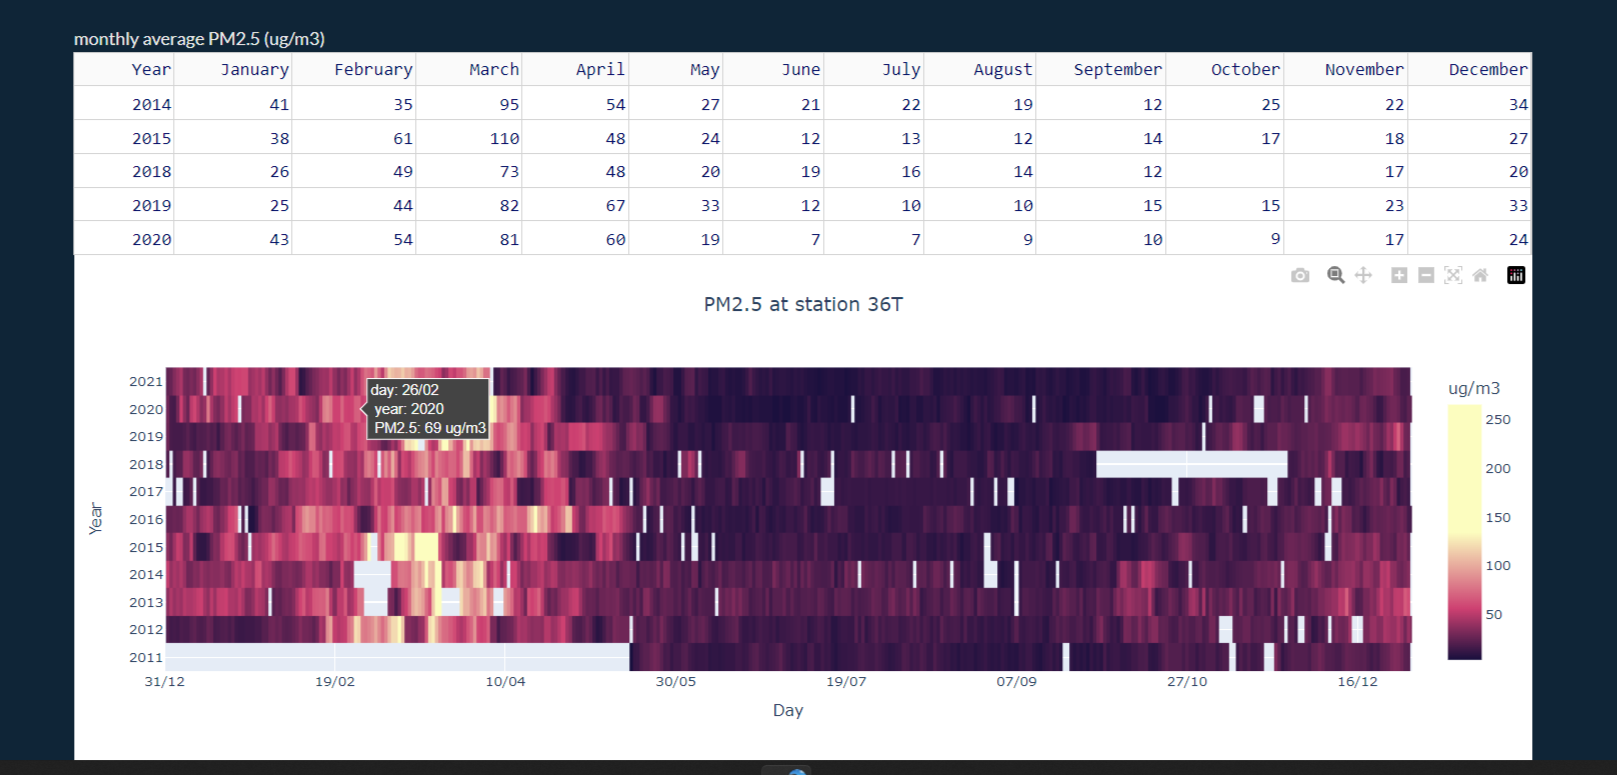 monthly average PM2.5 (ug/m3)
Year January February March April May June July August September October November December
2014 41 35 95 54 27 21 22 19 12 25 22 34
2015 38 61 110 48 24 12 13 12 14 17 18 27
2018 26 49 73 48 20 19 16 14 12 17 20
2019 25 44 82 67 33 12 10 10 15 15 23 33
2020 43 54 81 60 19 7 7 9 10 9 17 24
PM2.5 at station 36T
2021
2020
2019
2018
2017
2016
2015
2014
2013
2012
2011
Year
day: 26/02
year: 2020
PM2.5: 69 ug/m3
ug/m3
250
200
150
100
50
31/12 19/02 10/04 30/05 19/07 07/09 27/10 16/12
Day